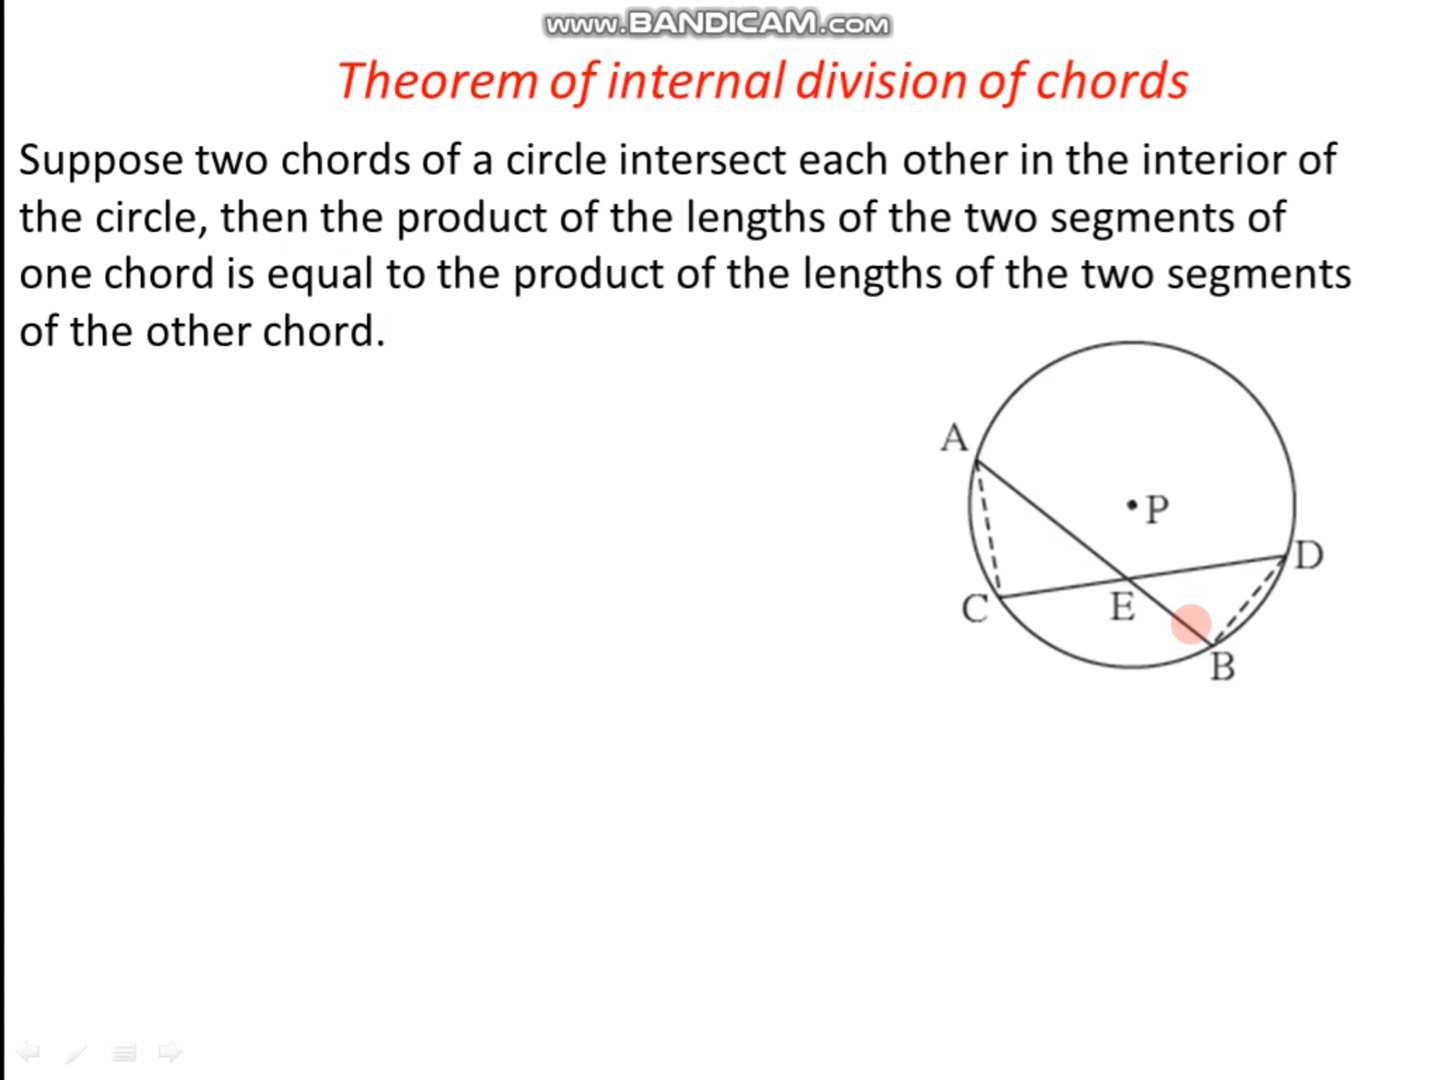 www.BANDICAM.com
Theorem of internal division of chords
Suppose two chords of a circle intersect each other in the interior of
the circle, then the product of the lengths of the two segments of
one chord is equal to the product of the lengths of the two segments
of the other chord.
A
P
D
C
E
B